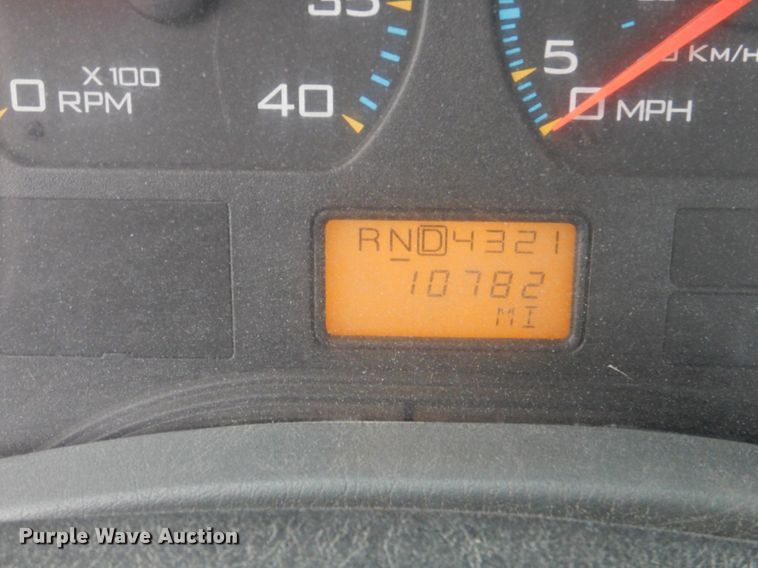 35
X 100
0 RPM
40
5
0 MPH
KM/H
RND4321
10782
MI
Purple Wave Auction®